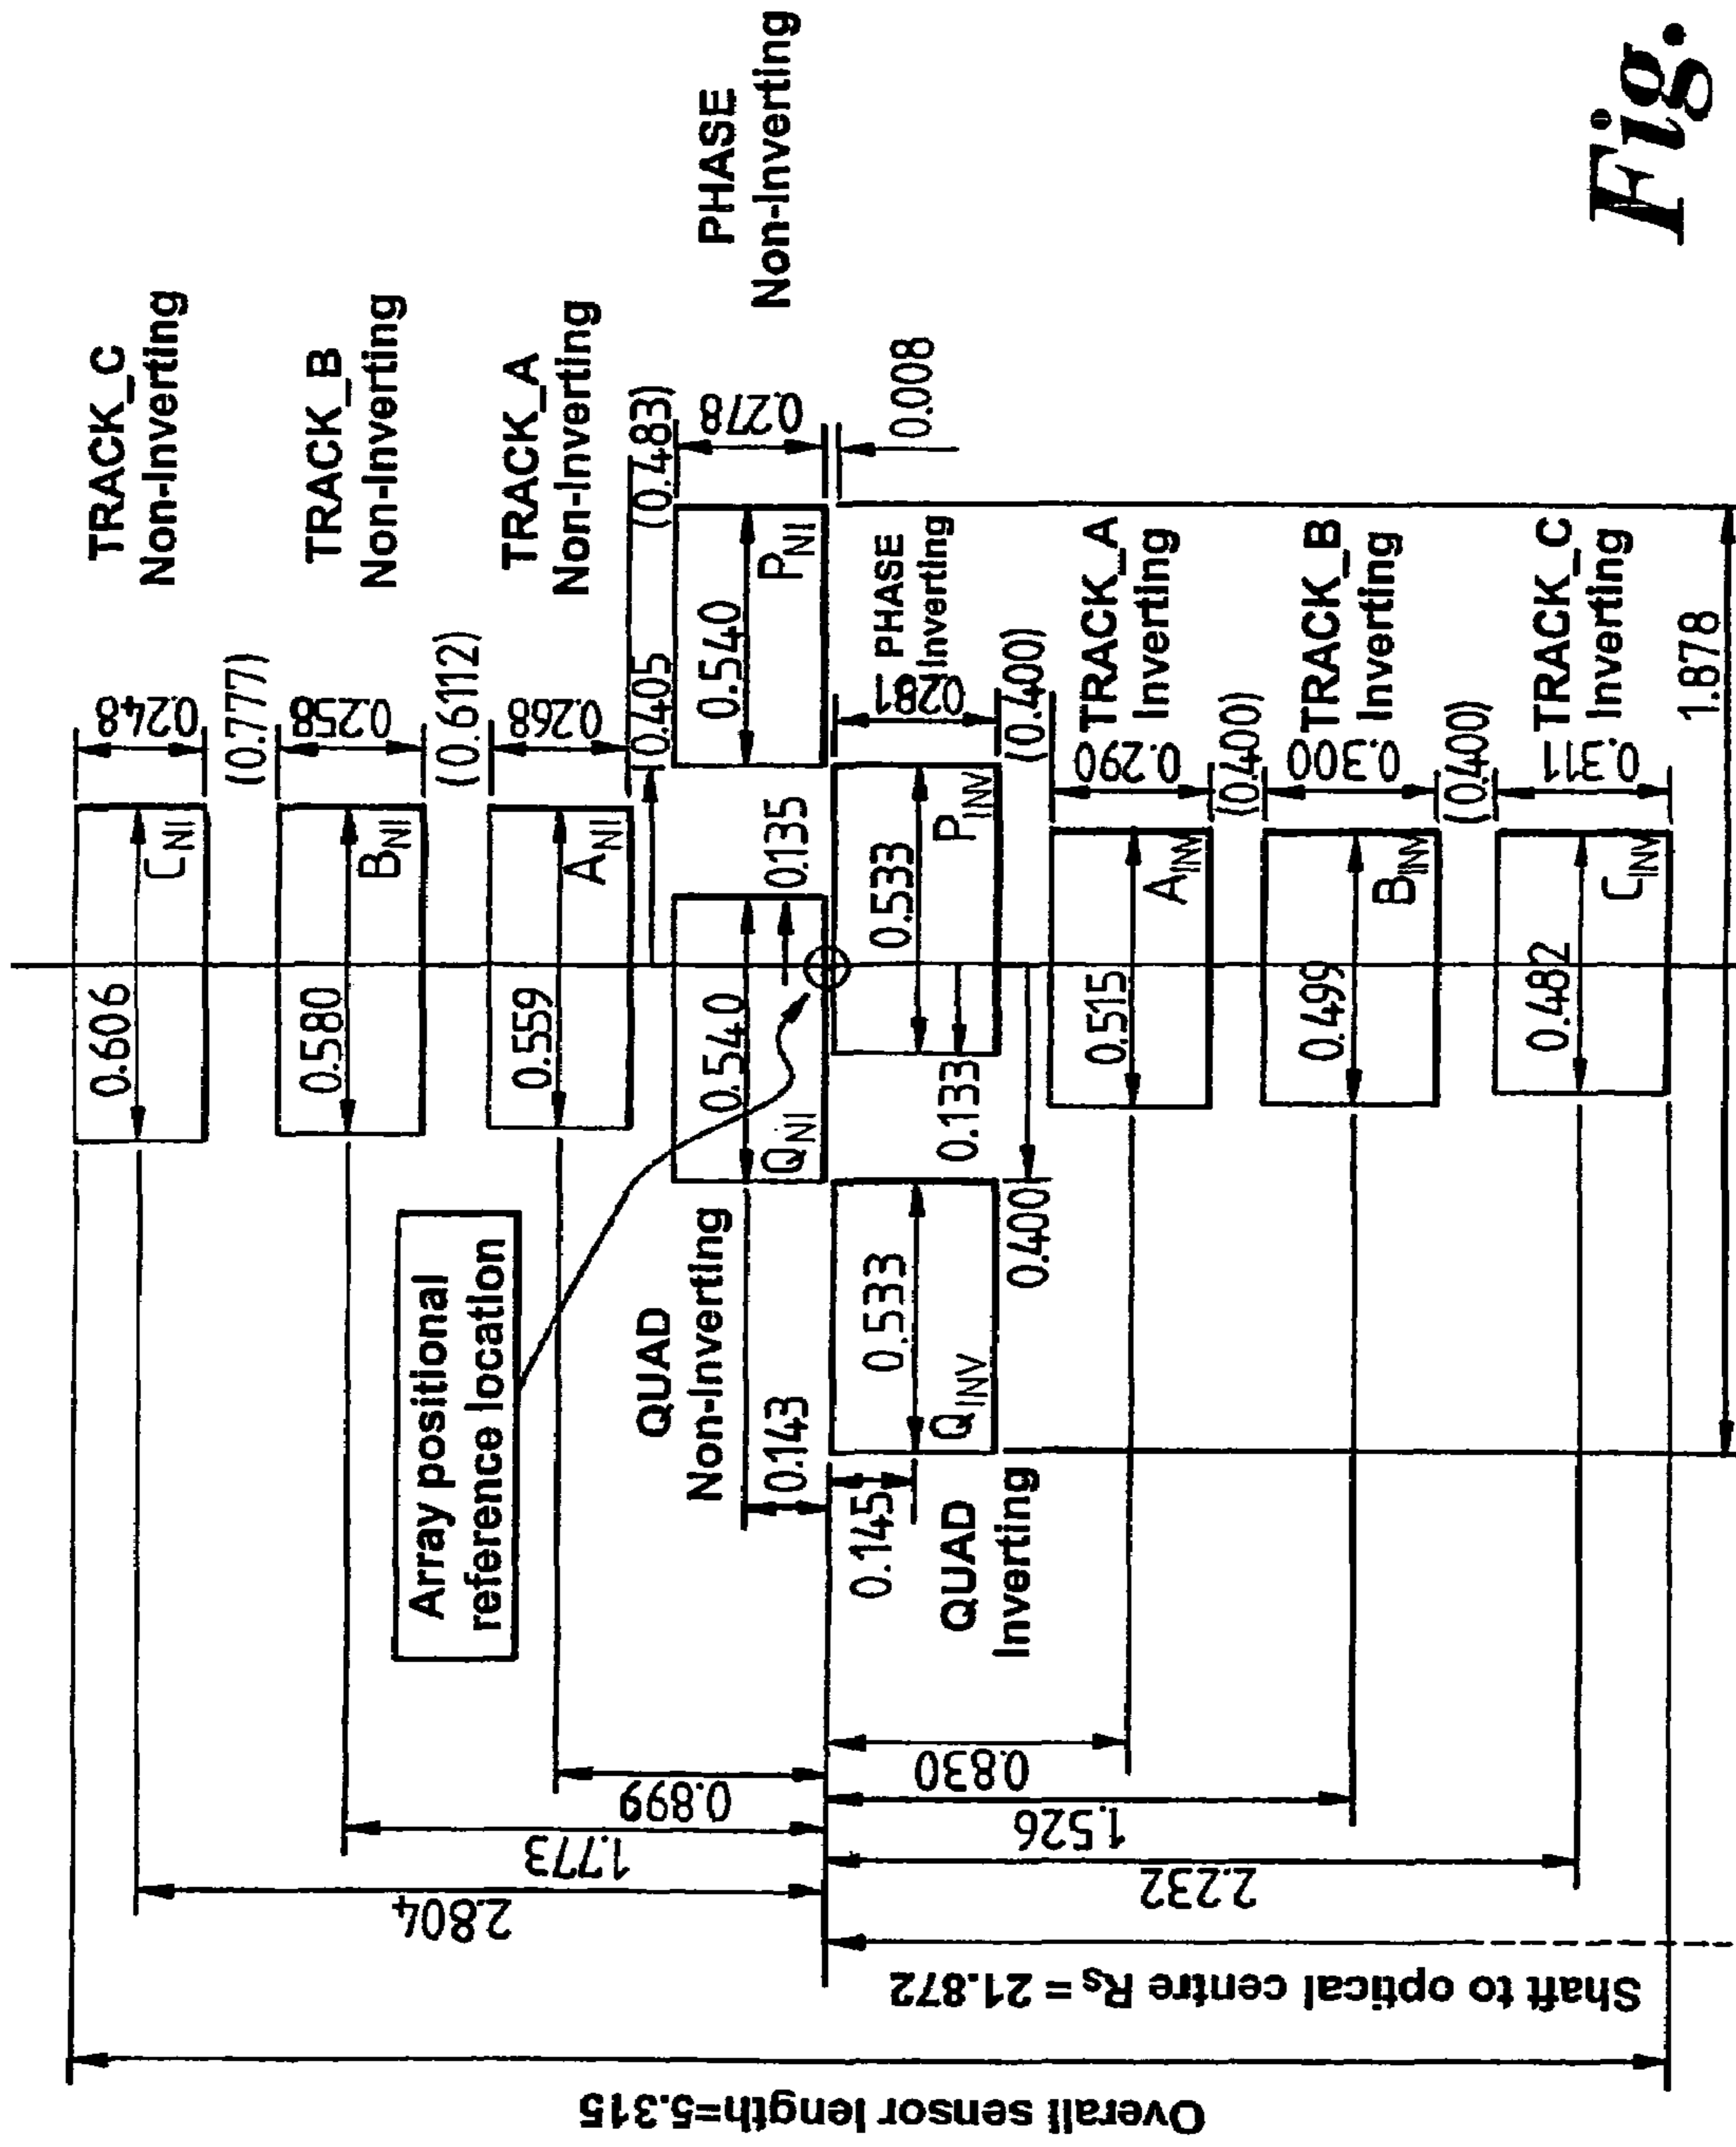 TRACK_C
Non-Inverting
TRACK_B
Non-Inverting
TRACK_A
Non-Inverting
PHASE
Non-Inverting
0.248
(0.777)
0.258
(0.6112)
0.268
(0.483)
0.278
0.008
0.606
C_NI
0.580
B_NI
0.559
A_NI
0.405
0.540
P_NI
0.540
Q_NI
0.135
Array positional
reference location
QUAD
Non-Inverting
0.143
0.145
0.533
Q_INV
QUAD
Inverting
0.400
0.133
0.533
P_INV
PHASE
Inverting
0.281
(0.400)
0.515
A_INV
0.290
TRACK_A
Inverting
(0.400)
0.499
B_INV
0.300
TRACK_B
Inverting
(0.400)
0.482
C_INV
0.311
TRACK_C
Inverting
1.878
0.899
1.773
2.804
0.830
1.526
2.232
Shaft to optical centre R_S = 21.872
Overall sensor length=5.315
Fig.